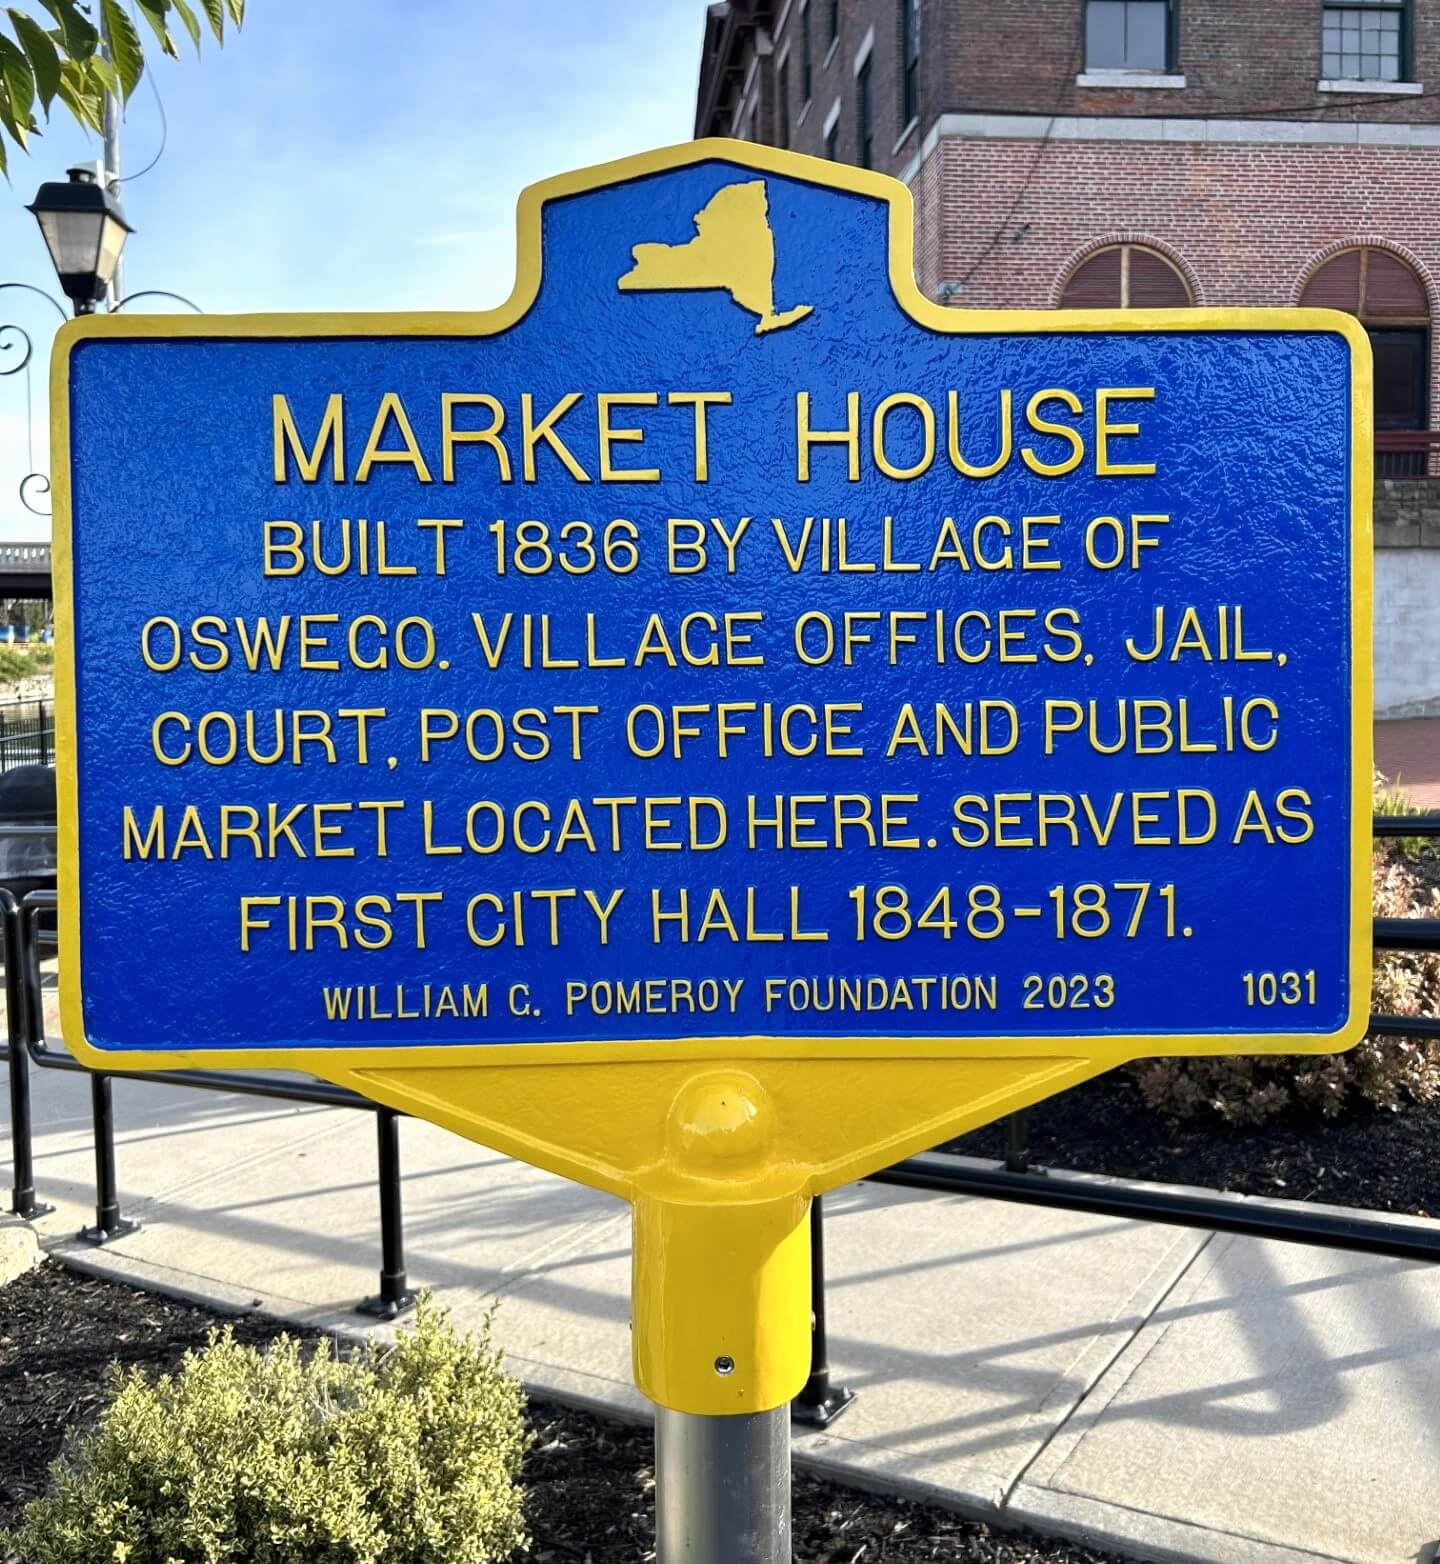 MARKET HOUSE
BUILT 1836 BY VILLAGE OF
OSWEGO. VILLAGE OFFICES, JAIL,
COURT, POST OFFICE AND PUBLIC
MARKET LOCATED HERE. SERVED AS
FIRST CITY HALL 1848-1871.
WILLIAM G. POMEROY FOUNDATION 2023 1031